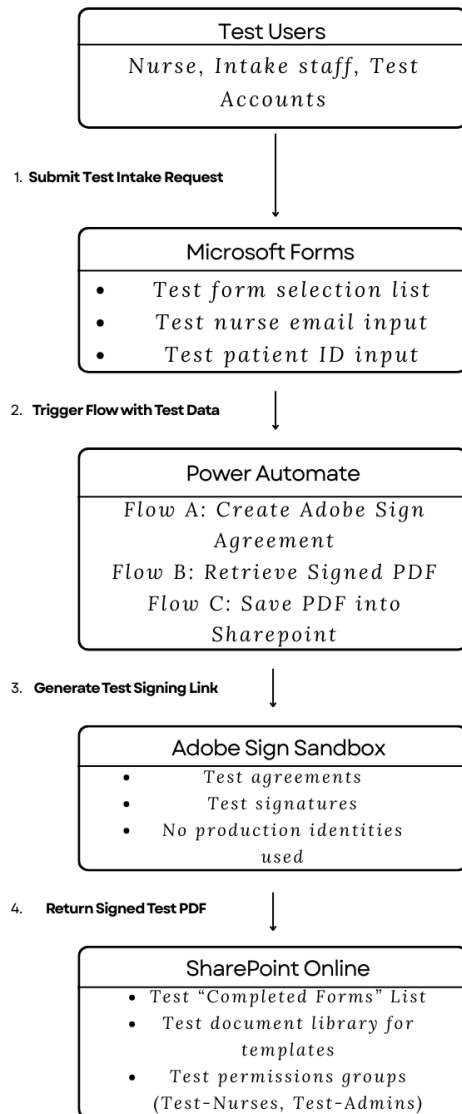 Test Users
Nurse, Intake staff, Test
Accounts
1. Submit Test Intake Request
Microsoft Forms
• Test form selection list
• Test nurse email input
• Test patient ID input
2. Trigger Flow with Test Data
Power Automate
Flow A: Create Adobe Sign
Agreement
Flow B: Retrieve Signed PDF
Flow C: Save PDF into
Sharepoint
3. Generate Test Signing Link
Adobe Sign Sandbox
• Test agreements
• Test signatures
• No production identities
used
4. Return Signed Test PDF
SharePoint Online
• Test “Completed Forms” List
• Test document library for
templates
• Test permissions groups
(Test-Nurses, Test-Admins)